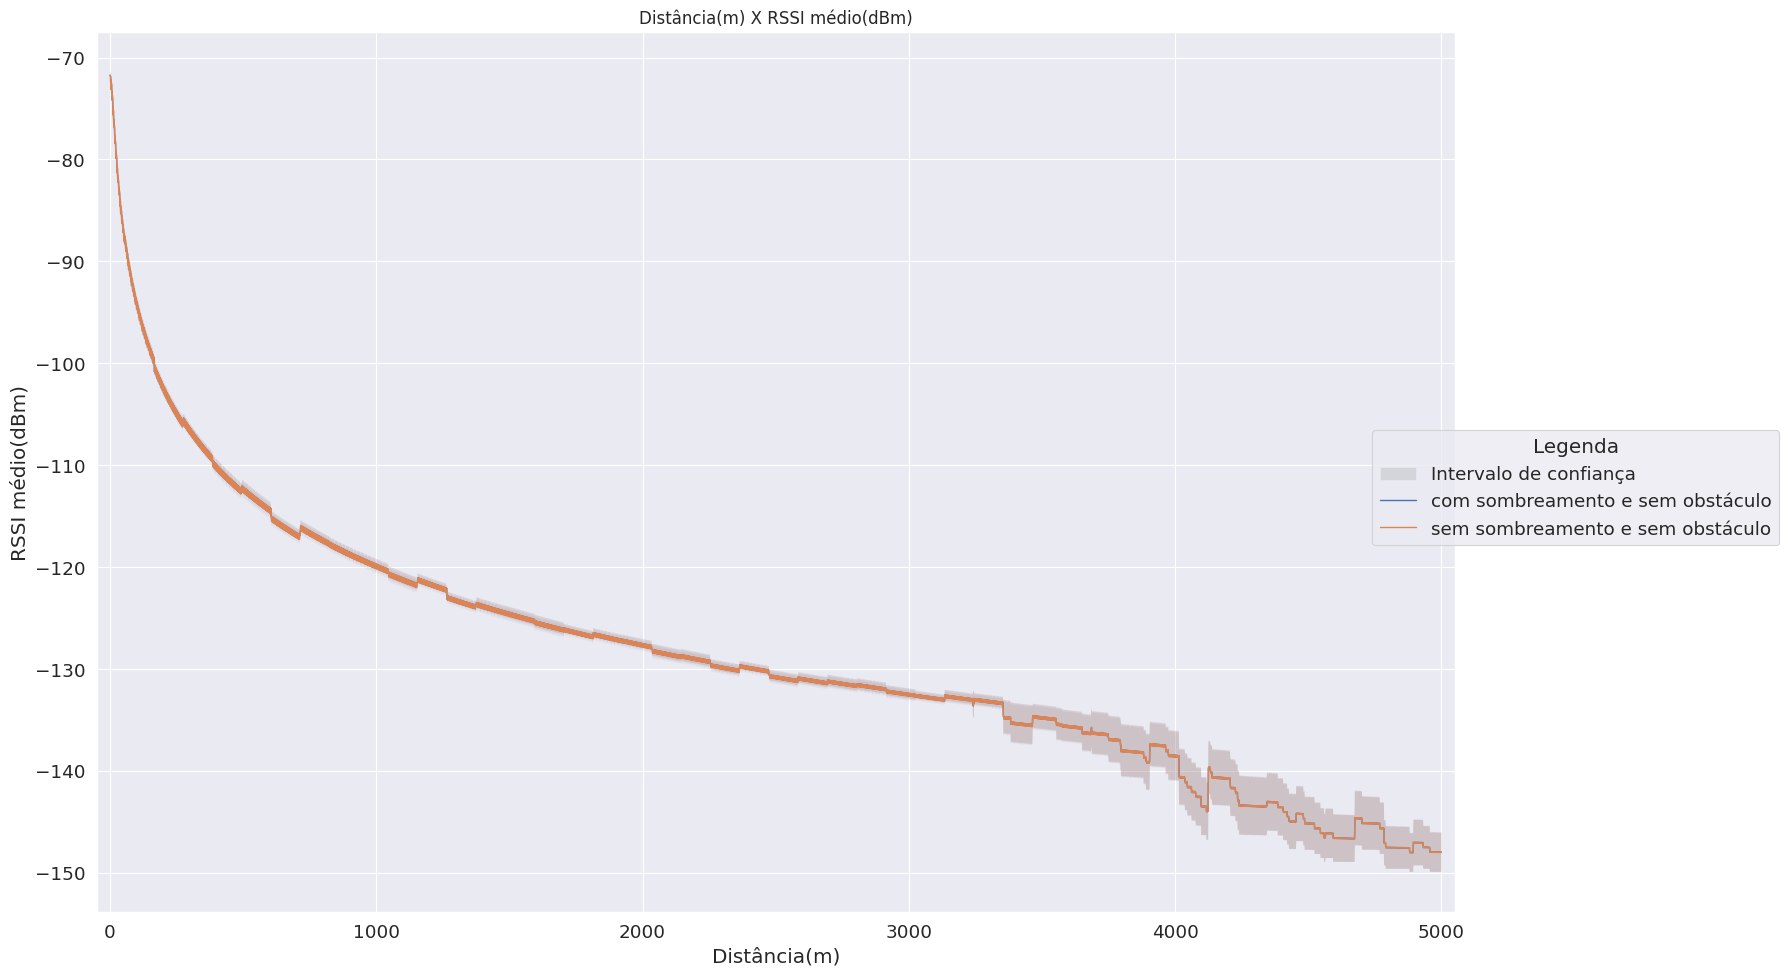 Distância(m) X RSSI médio(dBm)
−70
−80
−90
−100
−110
−120
−130
−140
−150
RSSI médio(dBm)
0
1000
2000
3000
4000
5000
Distância(m)
Legenda
Intervalo de confiança
com sombreamento e sem obstáculo
sem sombreamento e sem obstáculo